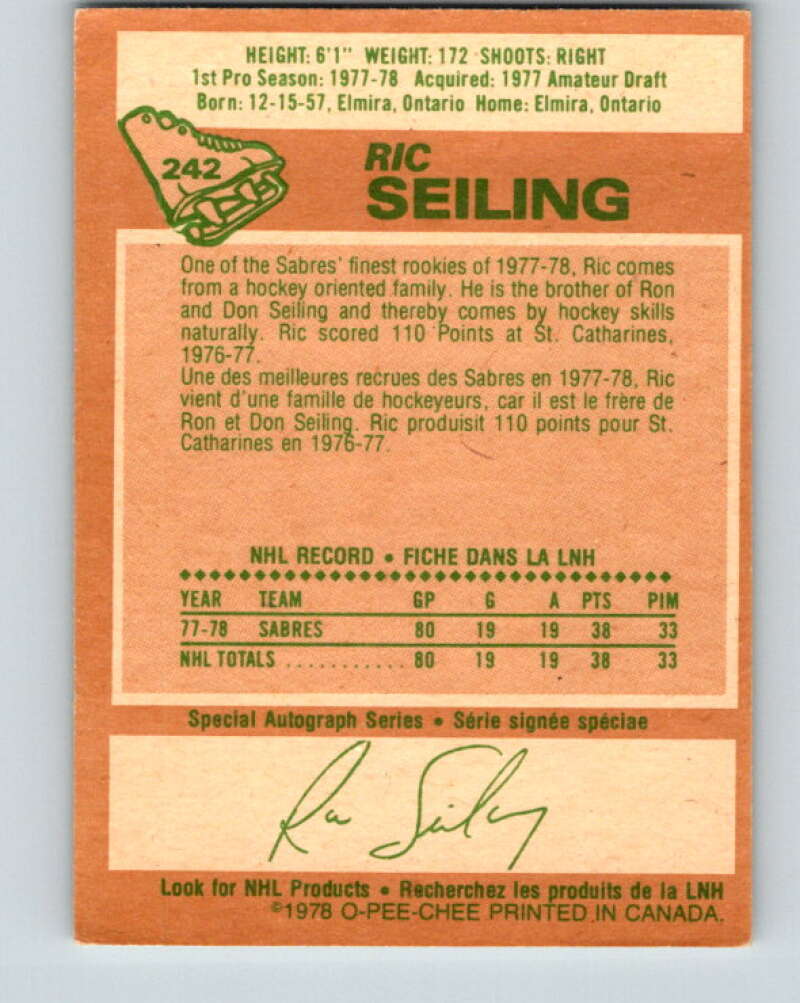 HEIGHT: 6'1" WEIGHT: 172 SHOOTS: RIGHT
1st Pro Season: 1977-78 Acquired: 1977 Amateur Draft
Born: 12-15-57, Elmira, Ontario Home: Elmira, Ontario
242
RIC
SEILING
One of the Sabres' finest rookies of 1977-78, Ric comes
from a hockey oriented family. He is the brother of Ron
and Don Seiling and thereby comes by hockey skills
naturally. Ric scored 110 Points at St. Catharines,
1976-77.
Une des meilleures recrues des Sabres en 1977-78, Ric
vient d'une famille de hockeyeurs, car il est le frère de
Ron et Don Seiling. Ric produisit 110 points pour St.
Catharines en 1976-77.
NHL RECORD • FICHE DANS LA LNH
YEAR TEAM GP G A PTS PIM
77-78 SABRES 80 19 19 38 33
NHL TOTALS ........... 80 19 19 38 33
Special Autograph Series • Série signée spéciae
Ric Seiling
Look for NHL Products • Recherchez les produits de la LNH
©1978 O-PEE-CHEE PRINTED IN CANADA.